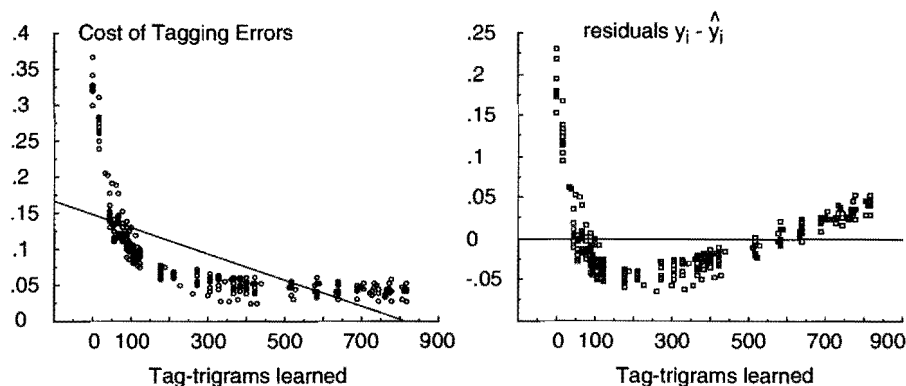 Cost of Tagging Errors
.4
.35
.3
.25
.2
.15
.1
.05
0
0 100 300 500 700 900
Tag-trigrams learned
residuals yi - ŷi
.25
.2
.15
.1
.05
0
-.05
0 100 300 500 700 900
Tag-trigrams learned